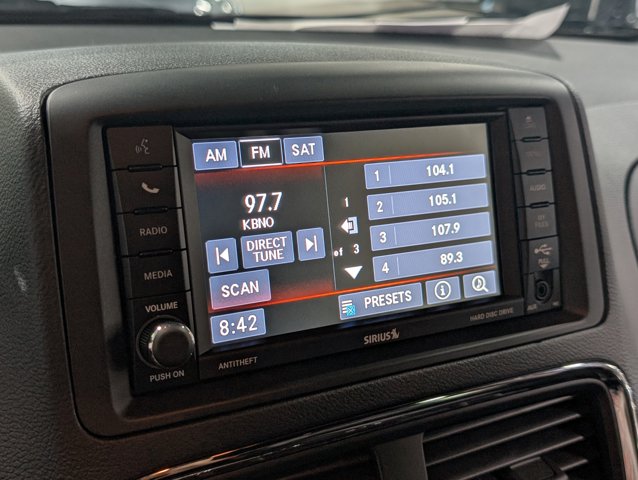 AM FM SAT
97.7
KBNO
DIRECT
TUNE
SCAN
8:42
1
of 3
1 104.1
2 105.1
3 107.9
4 89.3
PRESETS
RADIO
MEDIA
VOLUME
PUSH ON
ANTITHEFT
SIRIUS
HARD DISC DRIVE
AUDIO
PULL